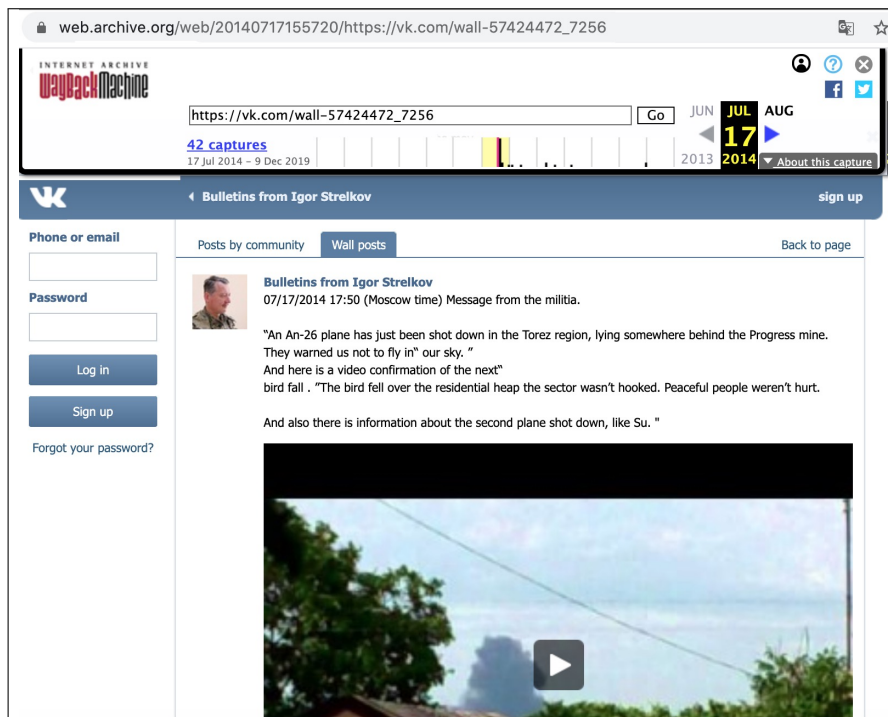 web.archive.org/web/20140717155720/https://vk.com/wall-57424472_7256
INTERNET ARCHIVE
WayBackMachine
https://vk.com/wall-57424472_7256
Go
JUN
JUL
AUG
17
42 captures
17 Jul 2014 – 9 Dec 2019
2013
2014
About this capture
Bulletins from Igor Strelkov
sign up
Phone or email
Posts by community
Wall posts
Back to page
Password
Log in
Sign up
Forgot your password?
Bulletins from Igor Strelkov
07/17/2014 17:50 (Moscow time) Message from the militia.
"An An-26 plane has just been shot down in the Torez region, lying somewhere behind the Progress mine.
They warned us not to fly in“ our sky. ”
And here is a video confirmation of the next“
bird fall . ”The bird fell over the residential heap the sector wasn’t hooked. Peaceful people weren’t hurt.
And also there is information about the second plane shot down, like Su. "